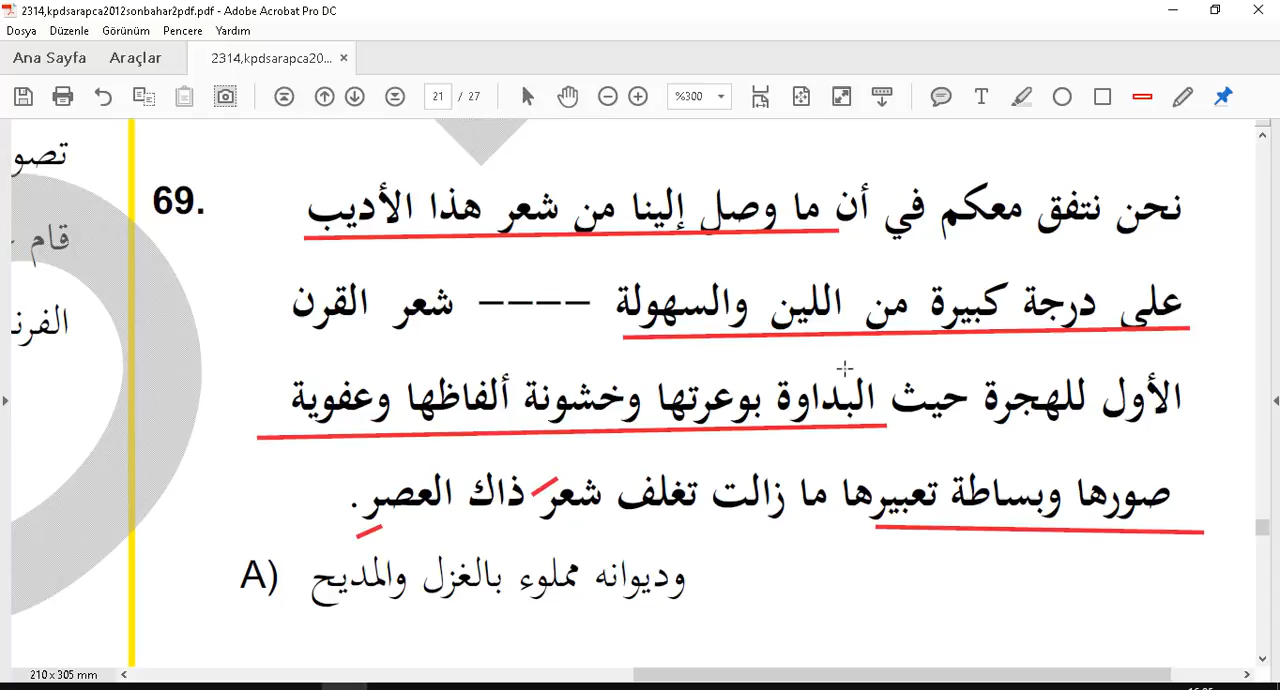 2314,kpdsarapca2012sonbahar2pdf.pdf - Adobe Acrobat Pro DC
Dosya Düzenle Görünüm Pencere Yardım
Ana Sayfa Araçlar 2314,kpdsarapca20... ×
21 / 27 %300
تصو
قام
الفرن
69. نحن نتفق معكم في أن ما وصل إلينا من شعر هذا الأديب
على درجة كبيرة من اللين والسهولة ---- شعر القرن
الأول للهجرة حيث البداوة بوعرتها وخشونة ألفاظها وعفوية
صورها وبساطة تعبيرها ما زالت تغلف شعر ذاك العصر .
A) وديوانه مملوء بالغزل والمديح
210 x 305 mm